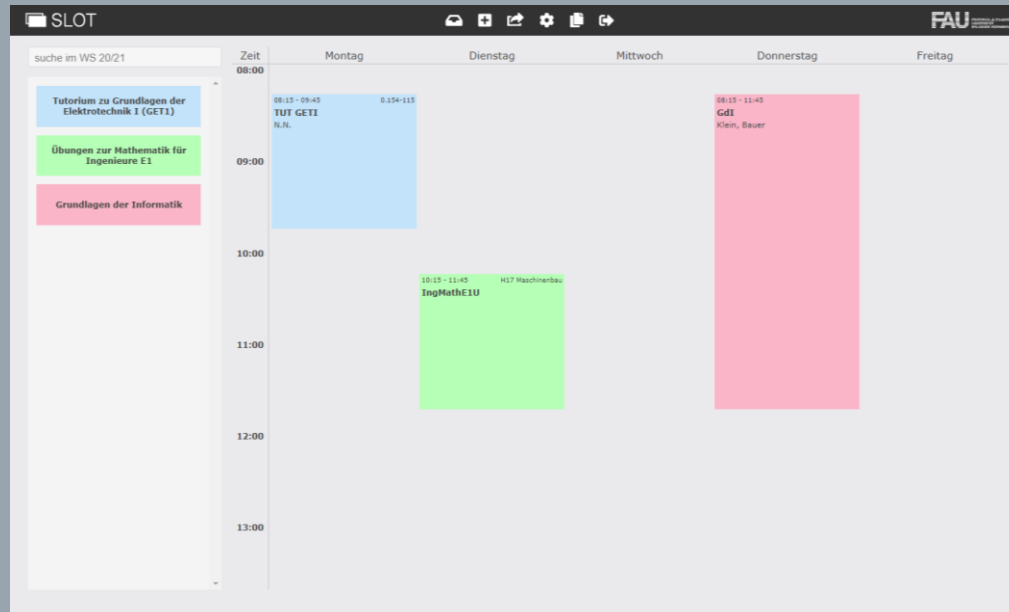 SLOT
FAU
suche im WS 20/21
Zeit Montag Dienstag Mittwoch Donnerstag Freitag
08:00
Tutorium zu Grundlagen der
Elektrotechnik I (GET1)
Übungen zur Mathematik für
Ingenieure E1
Grundlagen der Informatik
08:15 - 09:45 0.154-115
TUT GETI
N.N.
08:15 - 11:45
GdI
Klein, Bauer
09:00
10:00
10:15 - 11:45 H17 Maschinenbau
IngMathE1U
11:00
12:00
13:00